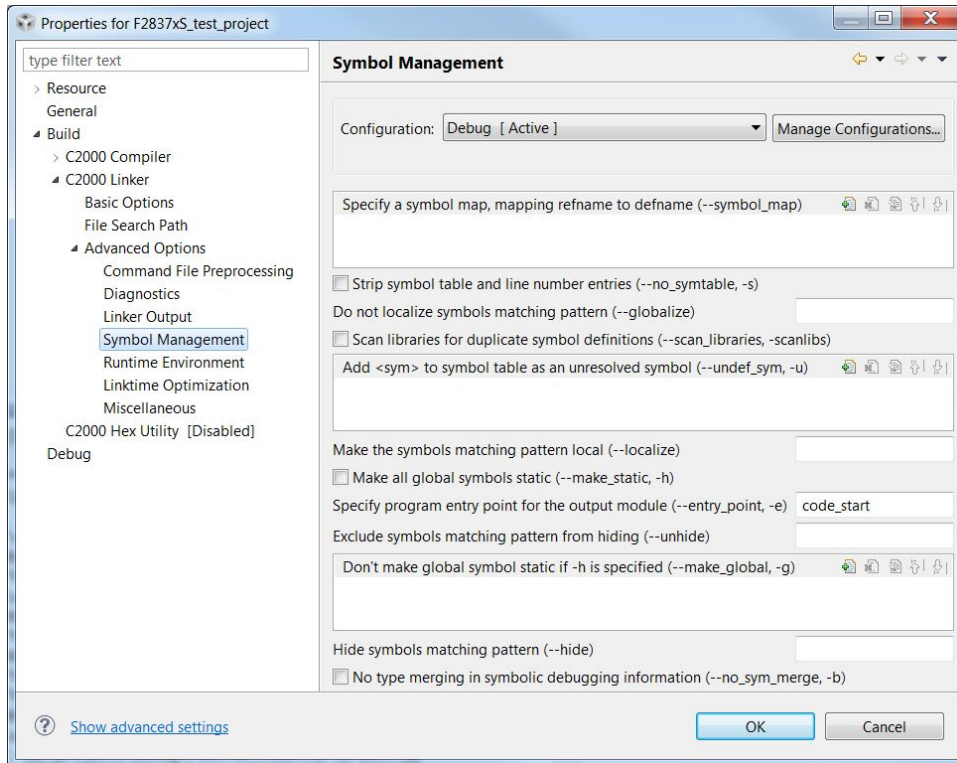 Properties for F2837xS_test_project
type filter text
Resource
General
Build
C2000 Compiler
C2000 Linker
Basic Options
File Search Path
Advanced Options
Command File Preprocessing
Diagnostics
Linker Output
Symbol Management
Runtime Environment
Linktime Optimization
Miscellaneous
C2000 Hex Utility [Disabled]
Debug
Symbol Management
Configuration: Debug [ Active ] Manage Configurations...
Specify a symbol map, mapping refname to defname (--symbol_map)
Strip symbol table and line number entries (--no_symtable, -s)
Do not localize symbols matching pattern (--globalize)
Scan libraries for duplicate symbol definitions (--scan_libraries, -scanlibs)
Add <sym> to symbol table as an unresolved symbol (--undef_sym, -u)
Make the symbols matching pattern local (--localize)
Make all global symbols static (--make_static, -h)
Specify program entry point for the output module (--entry_point, -e) code_start
Exclude symbols matching pattern from hiding (--unhide)
Don't make global symbol static if -h is specified (--make_global, -g)
Hide symbols matching pattern (--hide)
No type merging in symbolic debugging information (--no_sym_merge, -b)
Show advanced settings
OK Cancel